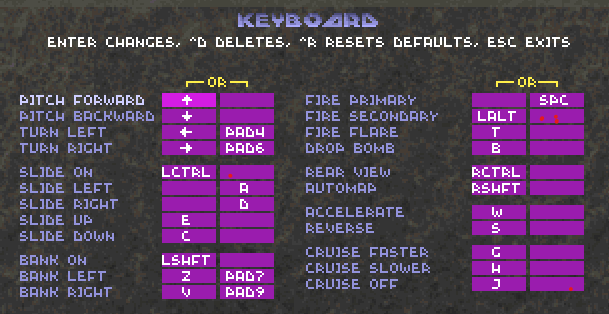 KEYBOARD
ENTER CHANGES, ^D DELETES, ^R RESETS DEFAULTS, ESC EXITS
OR
PITCH FORWARD ↑
PITCH BACKWARD ↓
TURN LEFT ← PAD4
TURN RIGHT → PAD6
SLIDE ON LCTRL
SLIDE LEFT A
SLIDE RIGHT D
SLIDE UP E
SLIDE DOWN C
BANK ON LSHFT
BANK LEFT Z PAD7
BANK RIGHT V PAD9
OR
FIRE PRIMARY SPC
FIRE SECONDARY LALT
FIRE FLARE T
DROP BOMB B
REAR VIEW RCTRL
AUTOMAP RSHFT
ACCELERATE W
REVERSE S
CRUISE FASTER G
CRUISE SLOWER H
CRUISE OFF J